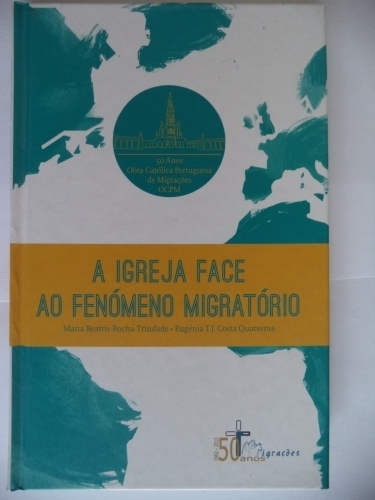 50 Anos
Obra Católica Portuguesa
de Migrações
OCPM
A IGREJA FACE
AO FENÓMENO MIGRATÓRIO
Maria Beatriz Rocha-Trindade - Eugénia T.J. Costa Quaresma
50
anos
Migrações